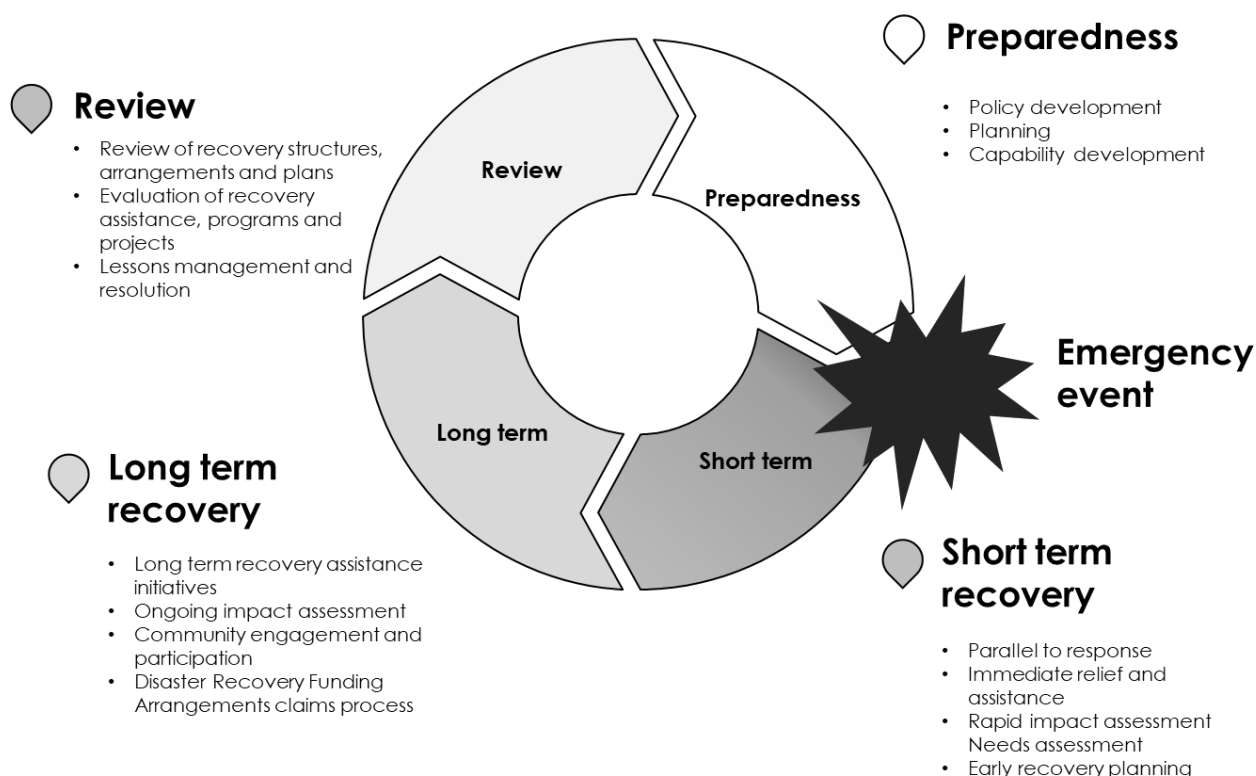 Preparedness
• Policy development
• Planning
• Capability development
Review
• Review of recovery structures,
arrangements and plans
• Evaluation of recovery
assistance, programs and
projects
• Lessons management and
resolution
Review
Preparedness
Emergency
event
Long term
Short term
Long term
recovery
• Long term recovery assistance
initiatives
• Ongoing impact assessment
• Community engagement and
participation
• Disaster Recovery Funding
Arrangements claims process
Short term
recovery
• Parallel to response
• Immediate relief and
assistance
• Rapid impact assessment
Needs assessment
• Early recovery planning